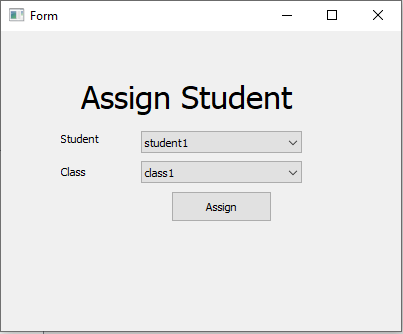 Form
Assign Student
Student student1
Class class1
Assign